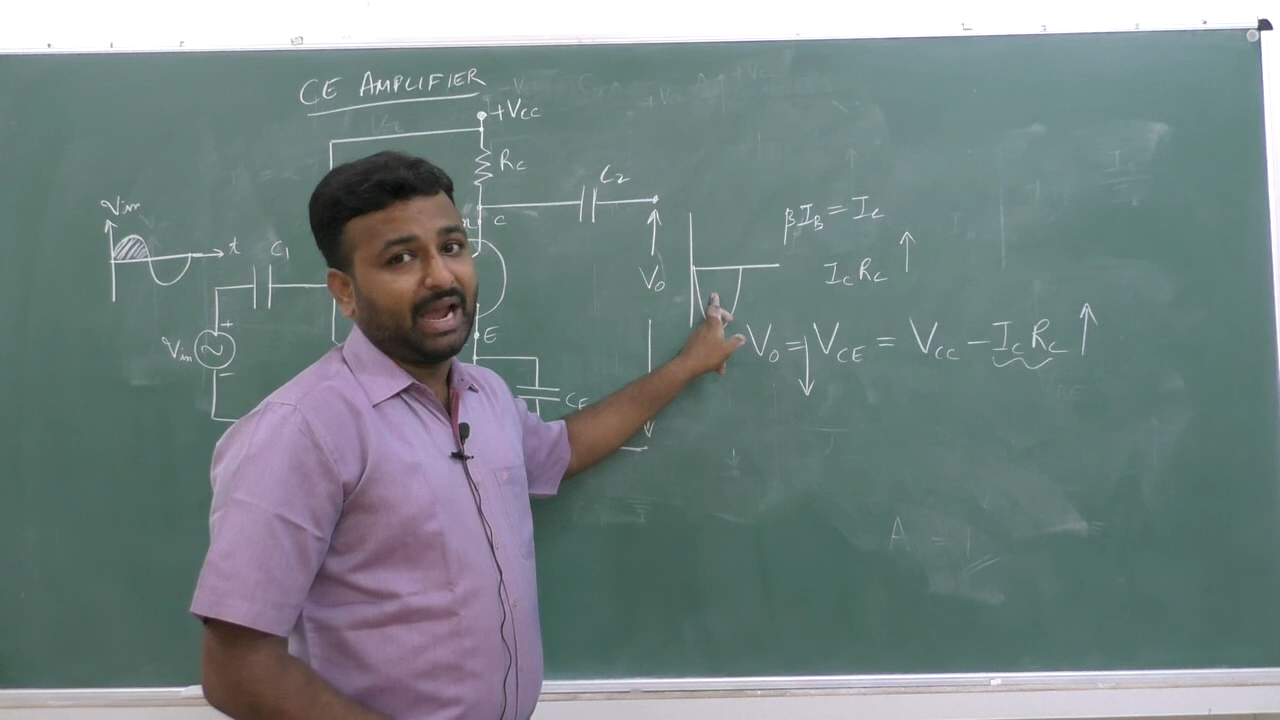 CE AMPLIFIER
+VCC
RC
C2
C
Vin
t
C1
+
Vin
-
E
CE
VO
βIB = IC
IC RC ↑
VO = ↓ VCE = VCC - IC RC ↑